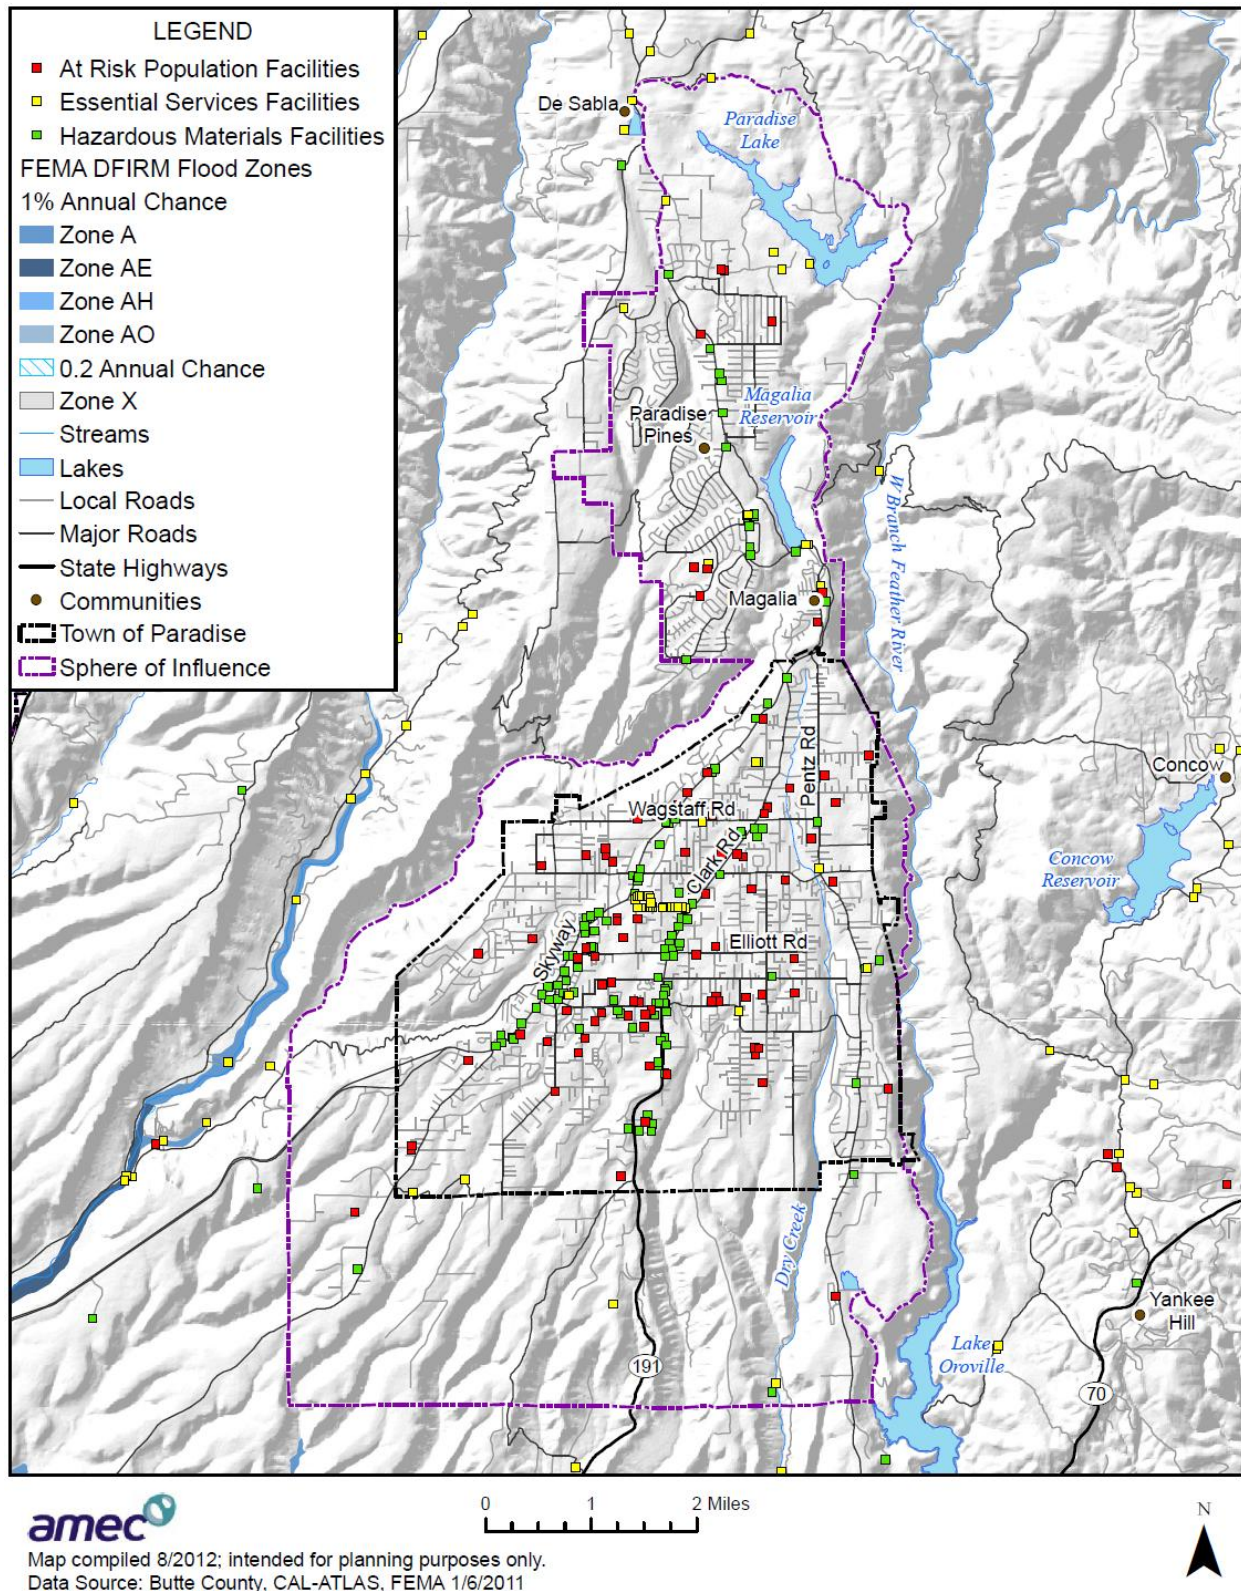 LEGEND
At Risk Population Facilities
Essential Services Facilities
Hazardous Materials Facilities
FEMA DFIRM Flood Zones
1% Annual Chance
Zone A
Zone AE
Zone AH
Zone AO
0.2 Annual Chance
Zone X
Streams
Lakes
Local Roads
Major Roads
State Highways
Communities
Town of Paradise
Sphere of Influence
De Sabla
Paradise
Lake
Magalia
Reservoir
Paradise
Pines
W Branch Feather River
Magalia
Pentz Rd
Concow
Wagstaff Rd
Clark Rd
Concow
Reservoir
Skyway
Elliott Rd
Dry Creek
Yankee
Hill
Lake
Oroville
191
70
amec
0 1 2 Miles
N
Map compiled 8/2012; intended for planning purposes only.
Data Source: Butte County, CAL-ATLAS, FEMA 1/6/2011